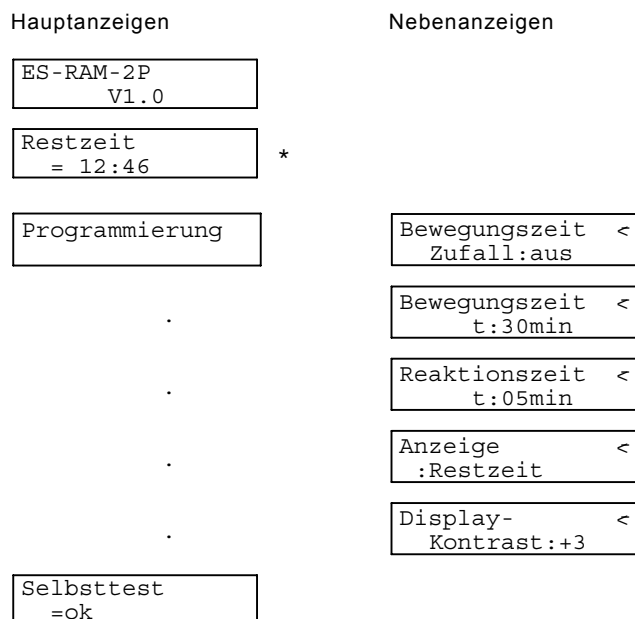 Hauptanzeigen
Nebenanzeigen
ES-RAM-2P
V1.0
Restzeit
= 12:46
*
Programmierung
Bewegungszeit <
Zufall:aus
.
Bewegungszeit <
t:30min
.
Reaktionszeit <
t:05min
.
Anzeige <
:Restzeit
.
Display- <
Kontrast:+3
Selbsttest
=ok